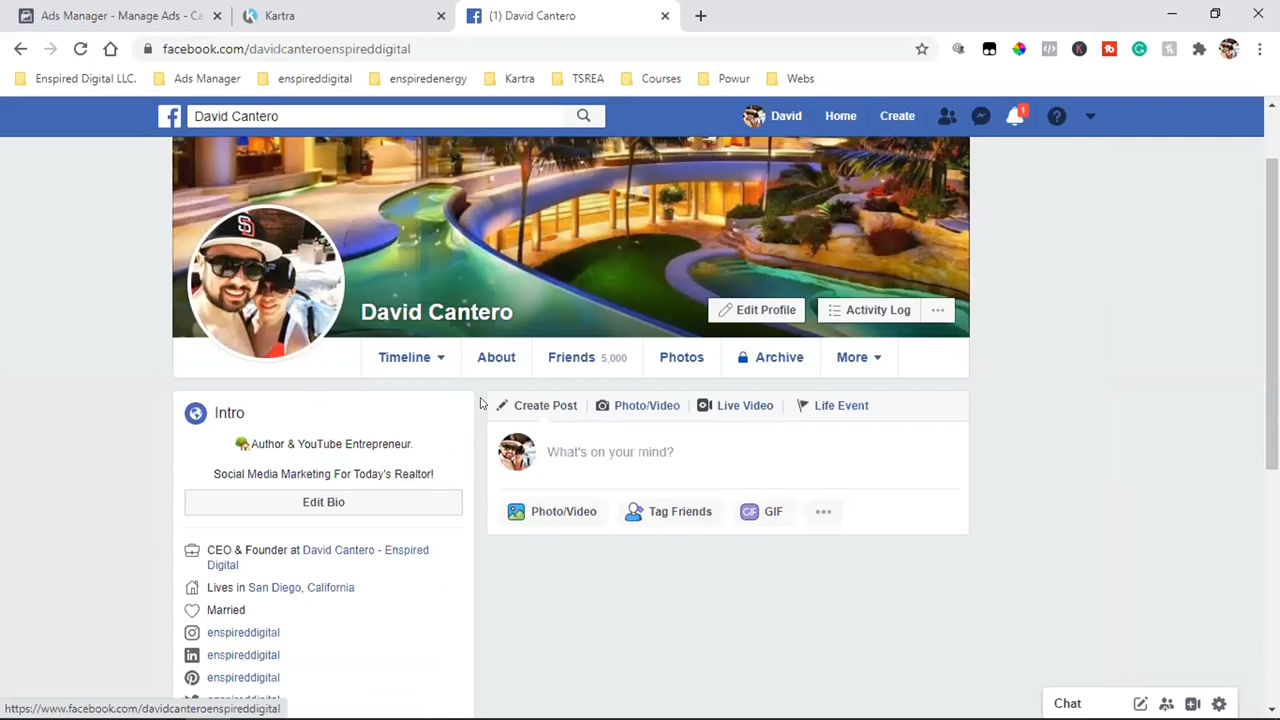 Ads Manager - Manage Ads - Ca
Kartra
(1) David Cantero
facebook.com/davidcanteroenspireddigital
Enspired Digital LLC.
Ads Manager
enspireddigital
enspiredenergy
Kartra
TSREA
Courses
Powur
Webs
David Cantero
David
Home
Create
1
David Cantero
Edit Profile
Activity Log
Timeline
About
Friends 5,000
Photos
Archive
More
Intro
Author & YouTube Entrepreneur.
Social Media Marketing For Today's Realtor!
Edit Bio
CEO & Founder at David Cantero - Enspired
Digital
Lives in San Diego, California
Married
enspireddigital
enspireddigital
enspireddigital
Create Post
Photo/Video
Live Video
Life Event
What's on your mind?
Photo/Video
Tag Friends
GIF
https://www.facebook.com/davidcanteroenspireddigital
Chat